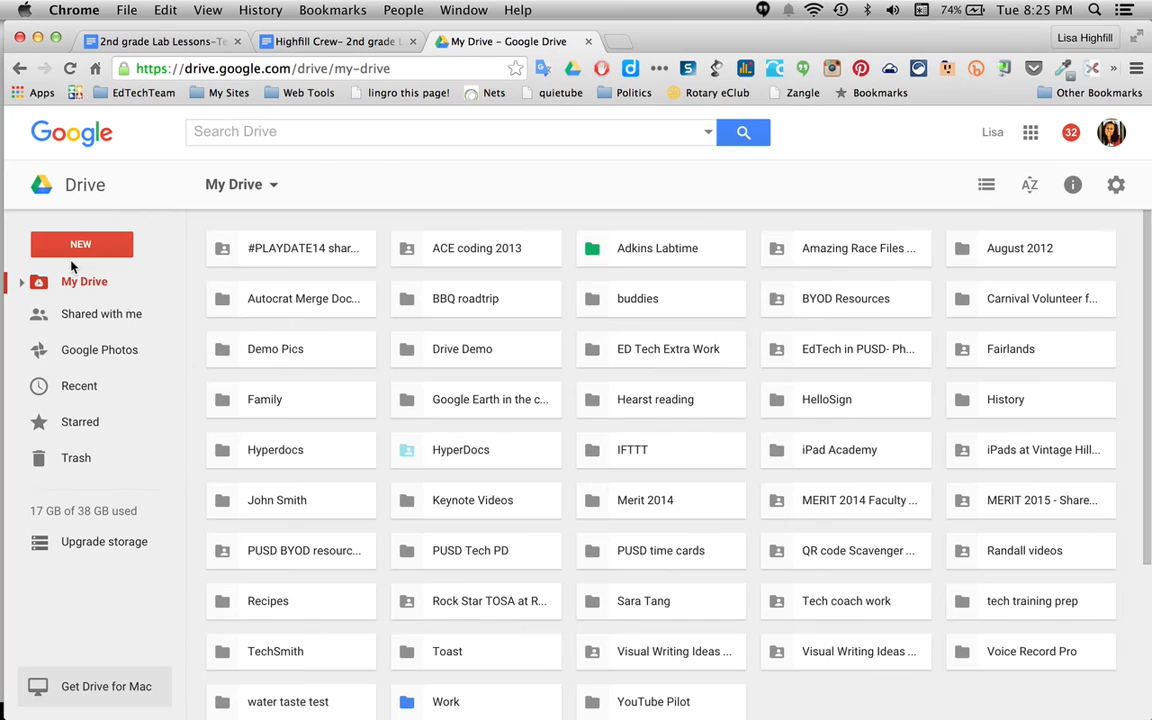 Chrome File Edit View History Bookmarks People Window Help 74% Tue 8:25 PM
2nd grade Lab Lessons-Te × Highfill Crew- 2nd grade L × My Drive – Google Drive × Lisa Highfill
https://drive.google.com/drive/my-drive
Apps EdTechTeam My Sites Web Tools lingro this page! Nets quietube Politics Rotary eClub Zangle Bookmarks » Other Bookmarks
Google Search Drive Lisa 32
Drive My Drive AZ
NEW
My Drive
Shared with me
Google Photos
Recent
Starred
Trash
17 GB of 38 GB used
Upgrade storage
Get Drive for Mac
#PLAYDATE14 shar... ACE coding 2013 Adkins Labtime Amazing Race Files ... August 2012
Autocrat Merge Doc... BBQ roadtrip buddies BYOD Resources Carnival Volunteer f...
Demo Pics Drive Demo ED Tech Extra Work EdTech in PUSD- Ph... Fairlands
Family Google Earth in the c... Hearst reading HelloSign History
Hyperdocs HyperDocs IFTTT iPad Academy iPads at Vintage Hill...
John Smith Keynote Videos Merit 2014 MERIT 2014 Faculty ... MERIT 2015 - Share...
PUSD BYOD resourc... PUSD Tech PD PUSD time cards QR code Scavenger ... Randall videos
Recipes Rock Star TOSA at R... Sara Tang Tech coach work tech training prep
TechSmith Toast Visual Writing Ideas ... Visual Writing Ideas ... Voice Record Pro
water taste test Work YouTube Pilot